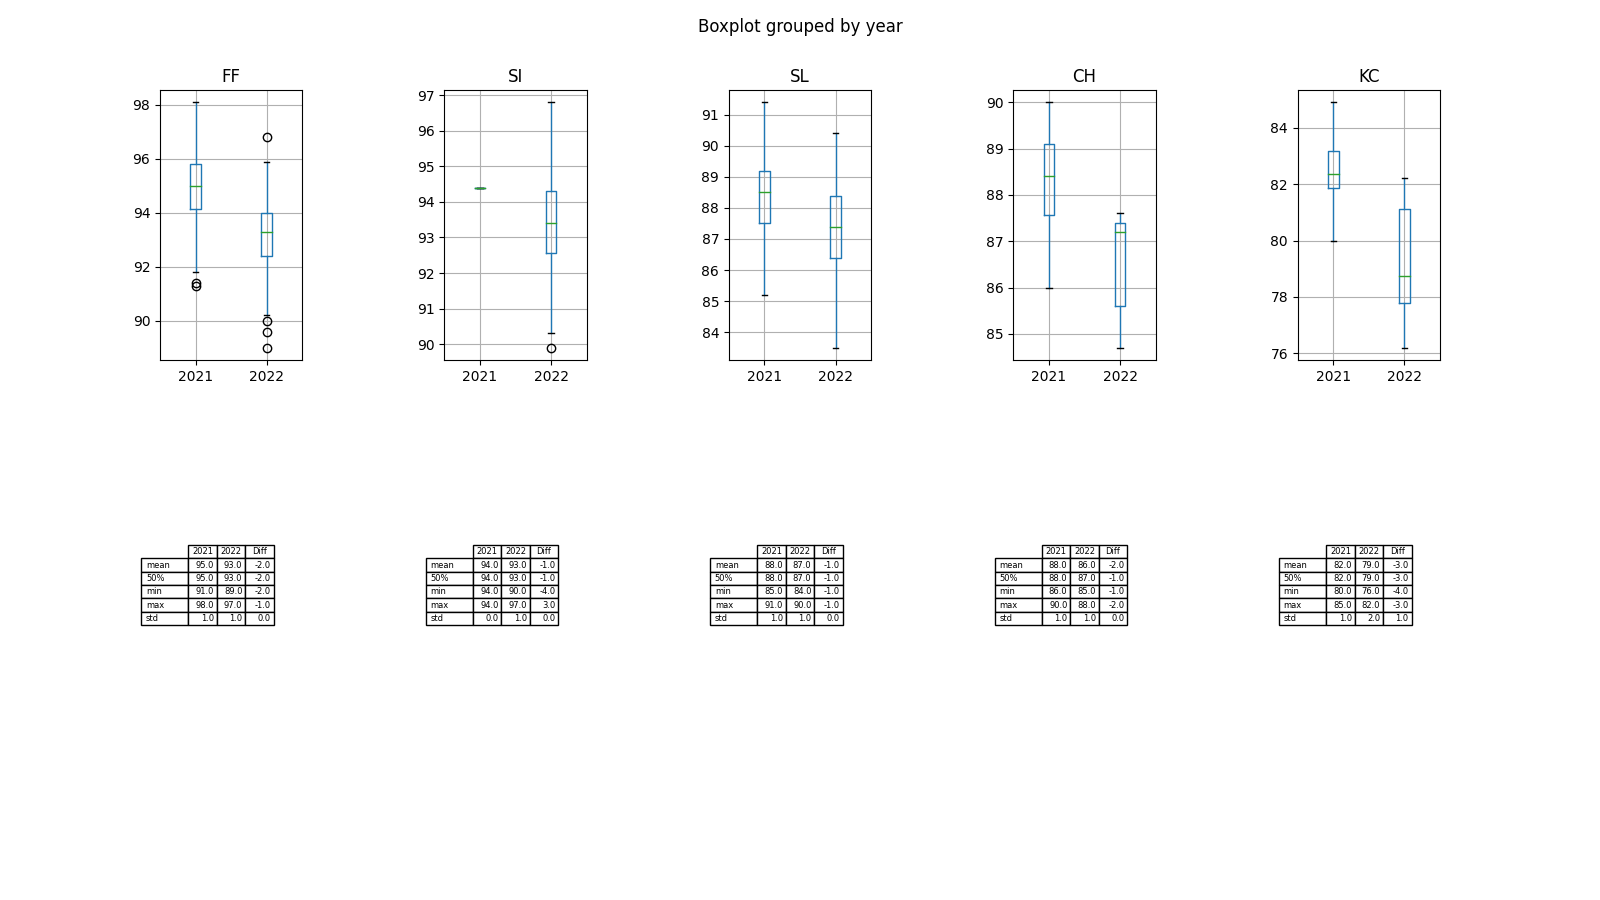 Boxplot grouped by year
FF
98
96
94
92
90
2021 2022
SI
97
96
95
94
93
92
91
90
2021 2022
SL
91
90
89
88
87
86
85
84
2021 2022
CH
90
89
88
87
86
85
2021 2022
KC
84
82
80
78
76
2021 2022
2021 2022 Diff
mean 95.0 93.0 -2.0
50% 95.0 93.0 -2.0
min 91.0 89.0 -2.0
max 98.0 97.0 -1.0
std 1.0 1.0 0.0
2021 2022 Diff
mean 94.0 93.0 -1.0
50% 94.0 93.0 -1.0
min 94.0 90.0 -4.0
max 94.0 97.0 3.0
std 0.0 1.0 0.0
2021 2022 Diff
mean 88.0 87.0 -1.0
50% 88.0 87.0 -1.0
min 85.0 84.0 -1.0
max 91.0 90.0 -1.0
std 1.0 1.0 0.0
2021 2022 Diff
mean 88.0 86.0 -2.0
50% 88.0 87.0 -1.0
min 86.0 85.0 -1.0
max 90.0 88.0 -2.0
std 1.0 1.0 0.0
2021 2022 Diff
mean 82.0 79.0 -3.0
50% 82.0 79.0 -3.0
min 80.0 76.0 -4.0
max 85.0 82.0 -3.0
std 1.0 2.0 1.0